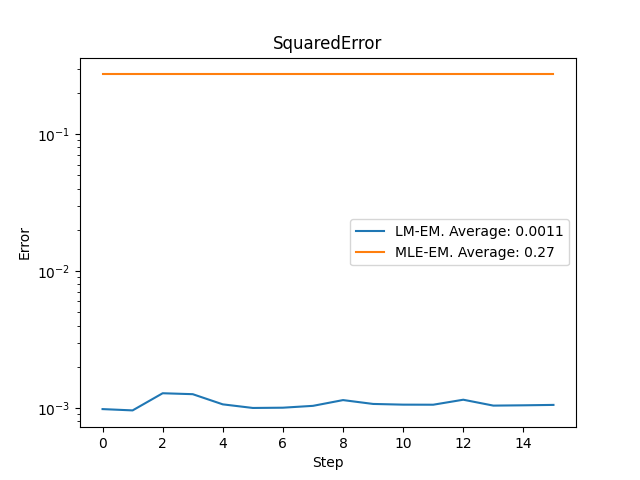 SquaredError
10⁻¹
10⁻²
10⁻³
Error
LM-EM. Average: 0.0011
MLE-EM. Average: 0.27
0 2 4 6 8 10 12 14
Step